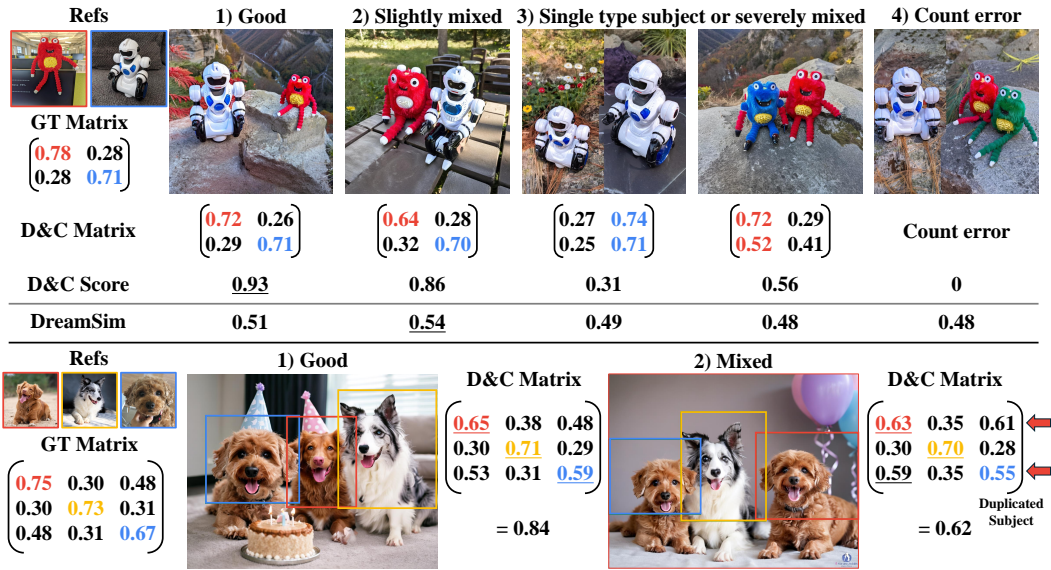 Refs
1) Good
2) Slightly mixed
3) Single type subject or severely mixed
4) Count error
GT Matrix
0.78 0.28
0.28 0.71
D&C Matrix
0.72 0.26
0.29 0.71
0.64 0.28
0.32 0.70
0.27 0.74
0.25 0.71
0.72 0.29
0.52 0.41
Count error
D&C Score
0.93
0.86
0.31
0.56
0
DreamSim
0.51
0.54
0.49
0.48
0.48
Refs
GT Matrix
0.75 0.30 0.48
0.30 0.73 0.31
0.48 0.31 0.67
1) Good
D&C Matrix
0.65 0.38 0.48
0.30 0.71 0.29
0.53 0.31 0.59
= 0.84
2) Mixed
D&C Matrix
0.63 0.35 0.61
0.30 0.70 0.28
0.59 0.35 0.55
Duplicated
Subject
= 0.62